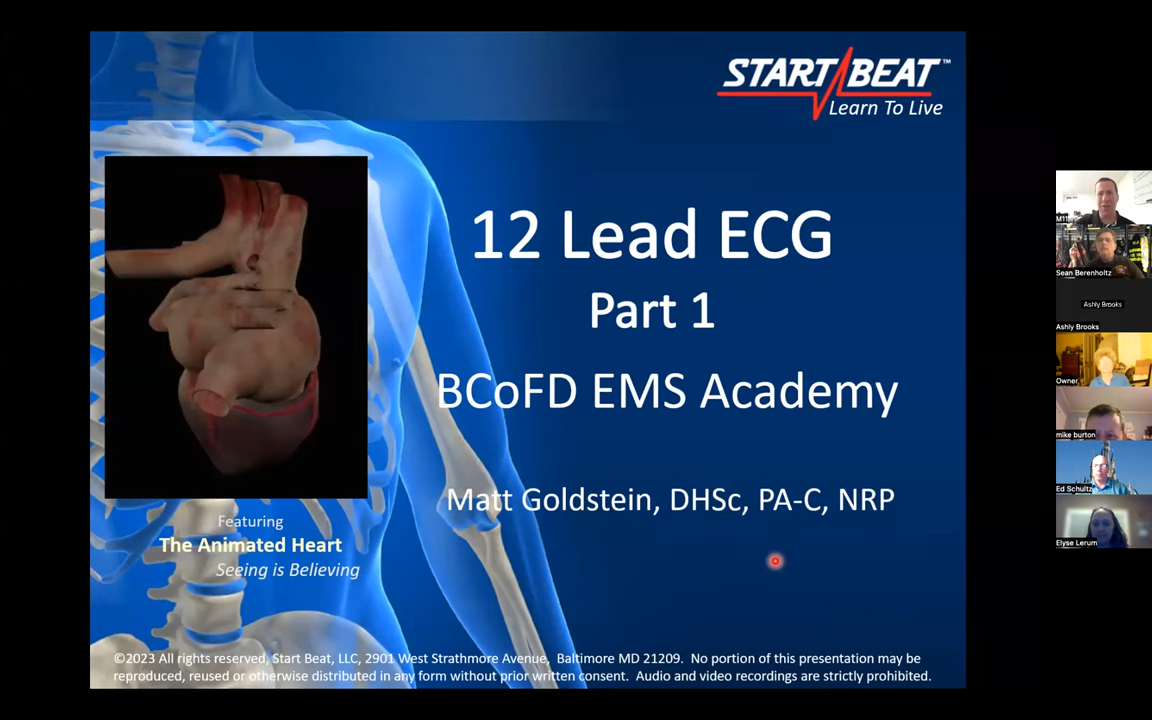 START BEAT™
Learn To Live
12 Lead ECG
Part 1
BCoFD EMS Academy
Matt Goldstein, DHSc, PA-C, NRP
Featuring
The Animated Heart
Seeing is Believing
©2023 All rights reserved, Start Beat, LLC, 2901 West Strathmore Avenue, Baltimore MD 21209. No portion of this presentation may be
reproduced, reused or otherwise distributed in any form without prior written consent. Audio and video recordings are strictly prohibited.
Sean Berenholtz
Ashly Brooks
Ashly Brooks
Owner
mike burton
Ed Schultz
Elyse Lerum